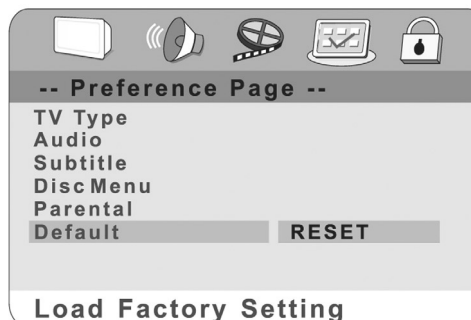 -- Preference Page --
TV Type
Audio
Subtitle
Disc Menu
Parental
Default RESET
Load Factory Setting